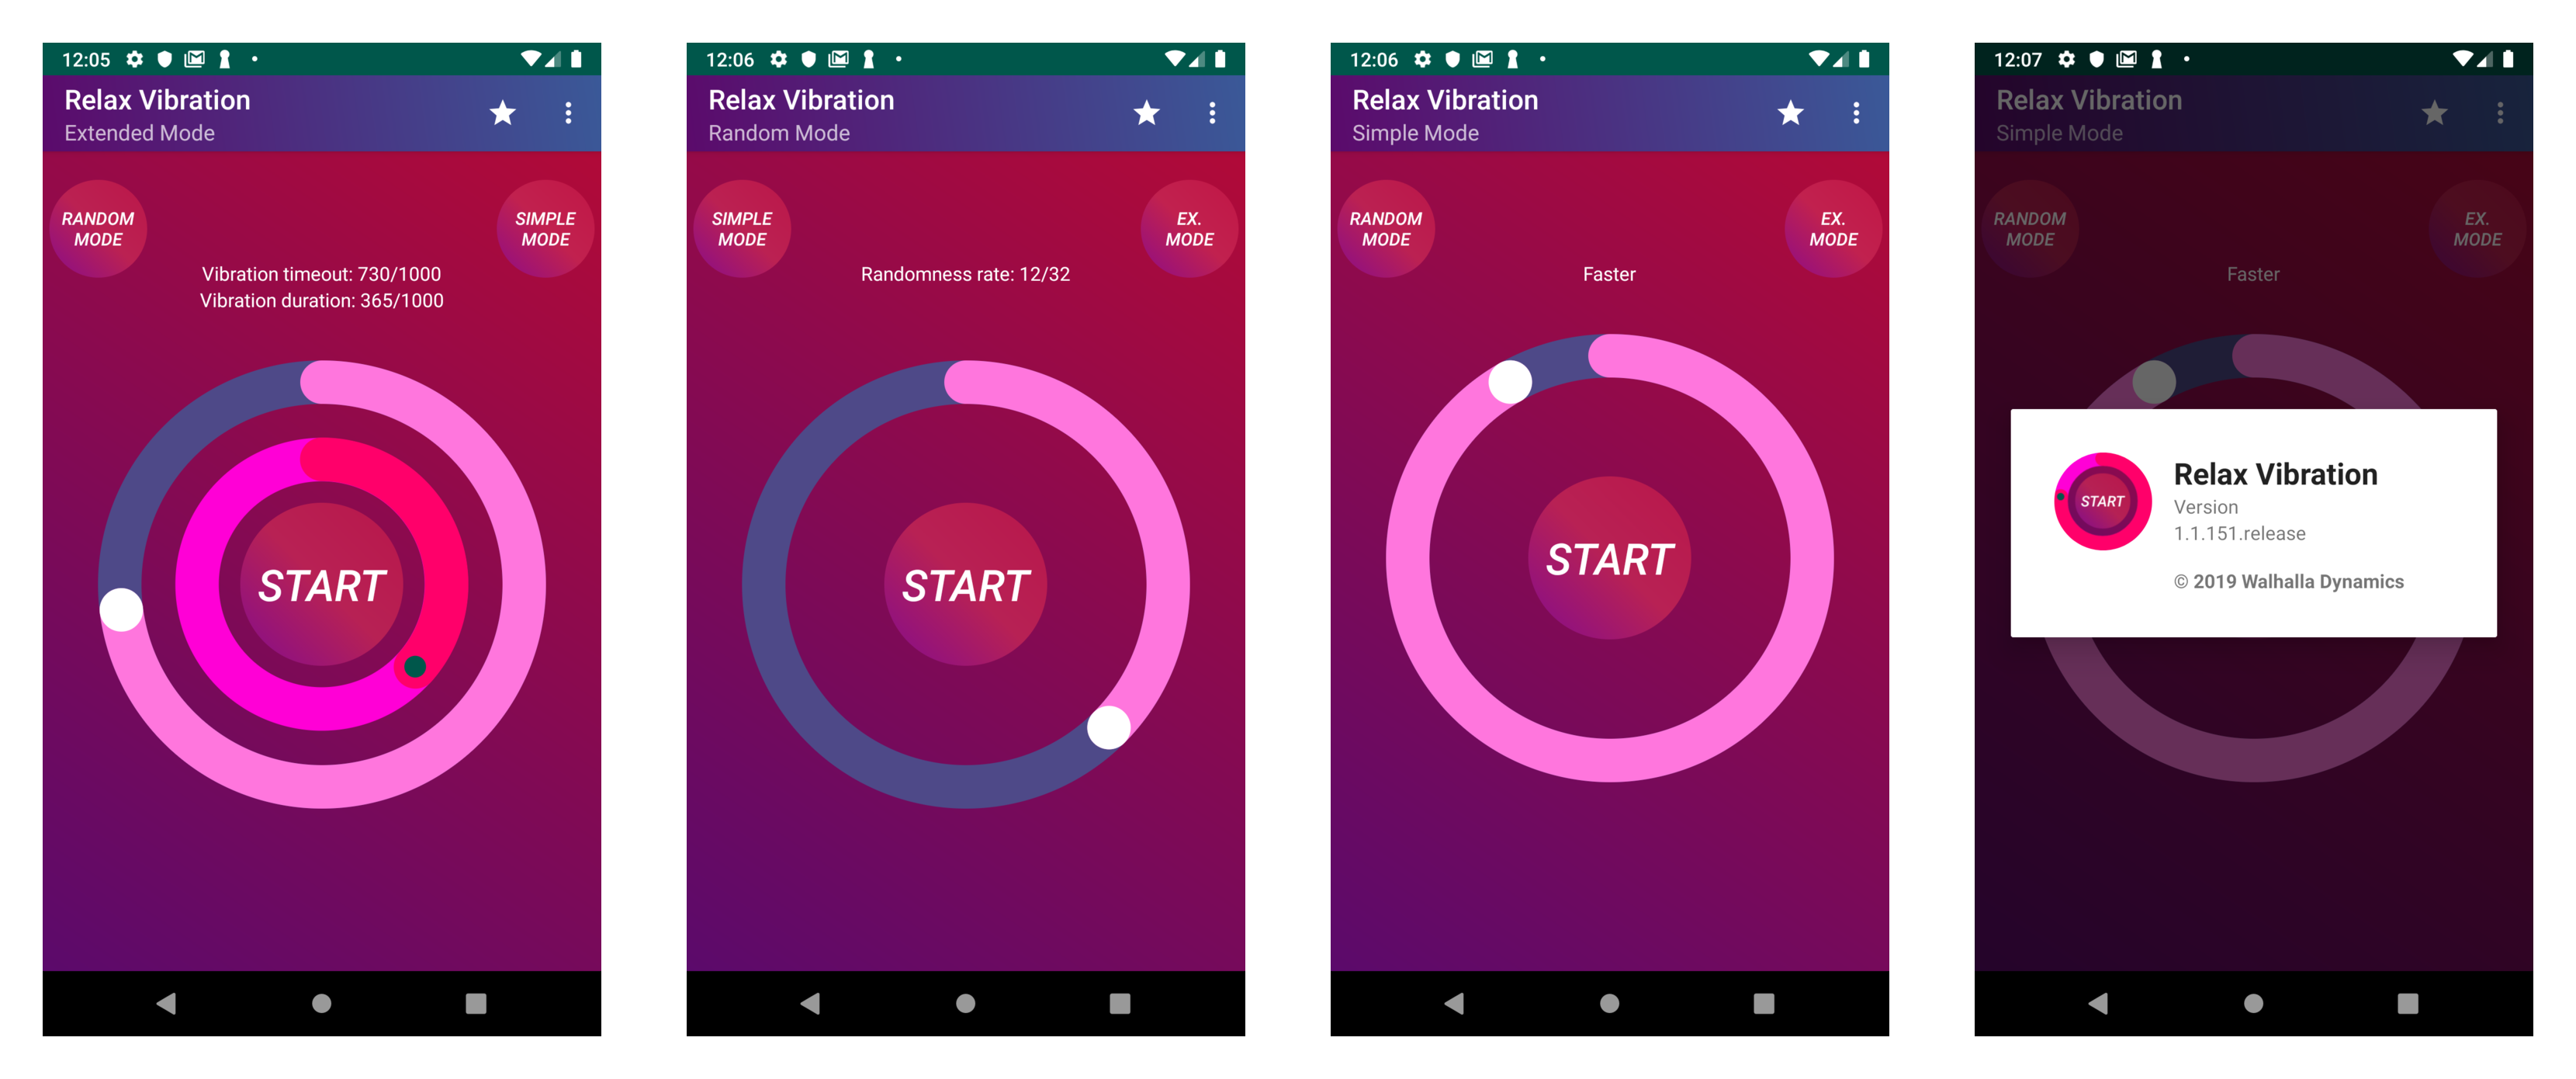 12:05
Relax Vibration
Extended Mode
RANDOM
MODE
SIMPLE
MODE
Vibration timeout: 730/1000
Vibration duration: 365/1000
START
12:06
Relax Vibration
Random Mode
SIMPLE
MODE
EX.
MODE
Randomness rate: 12/32
START
12:06
Relax Vibration
Simple Mode
RANDOM
MODE
EX.
MODE
Faster
START
12:07
Relax Vibration
Simple Mode
RANDOM
MODE
EX.
MODE
Faster
START
Relax Vibration
Version
1.1.151.release
© 2019 Walhalla Dynamics